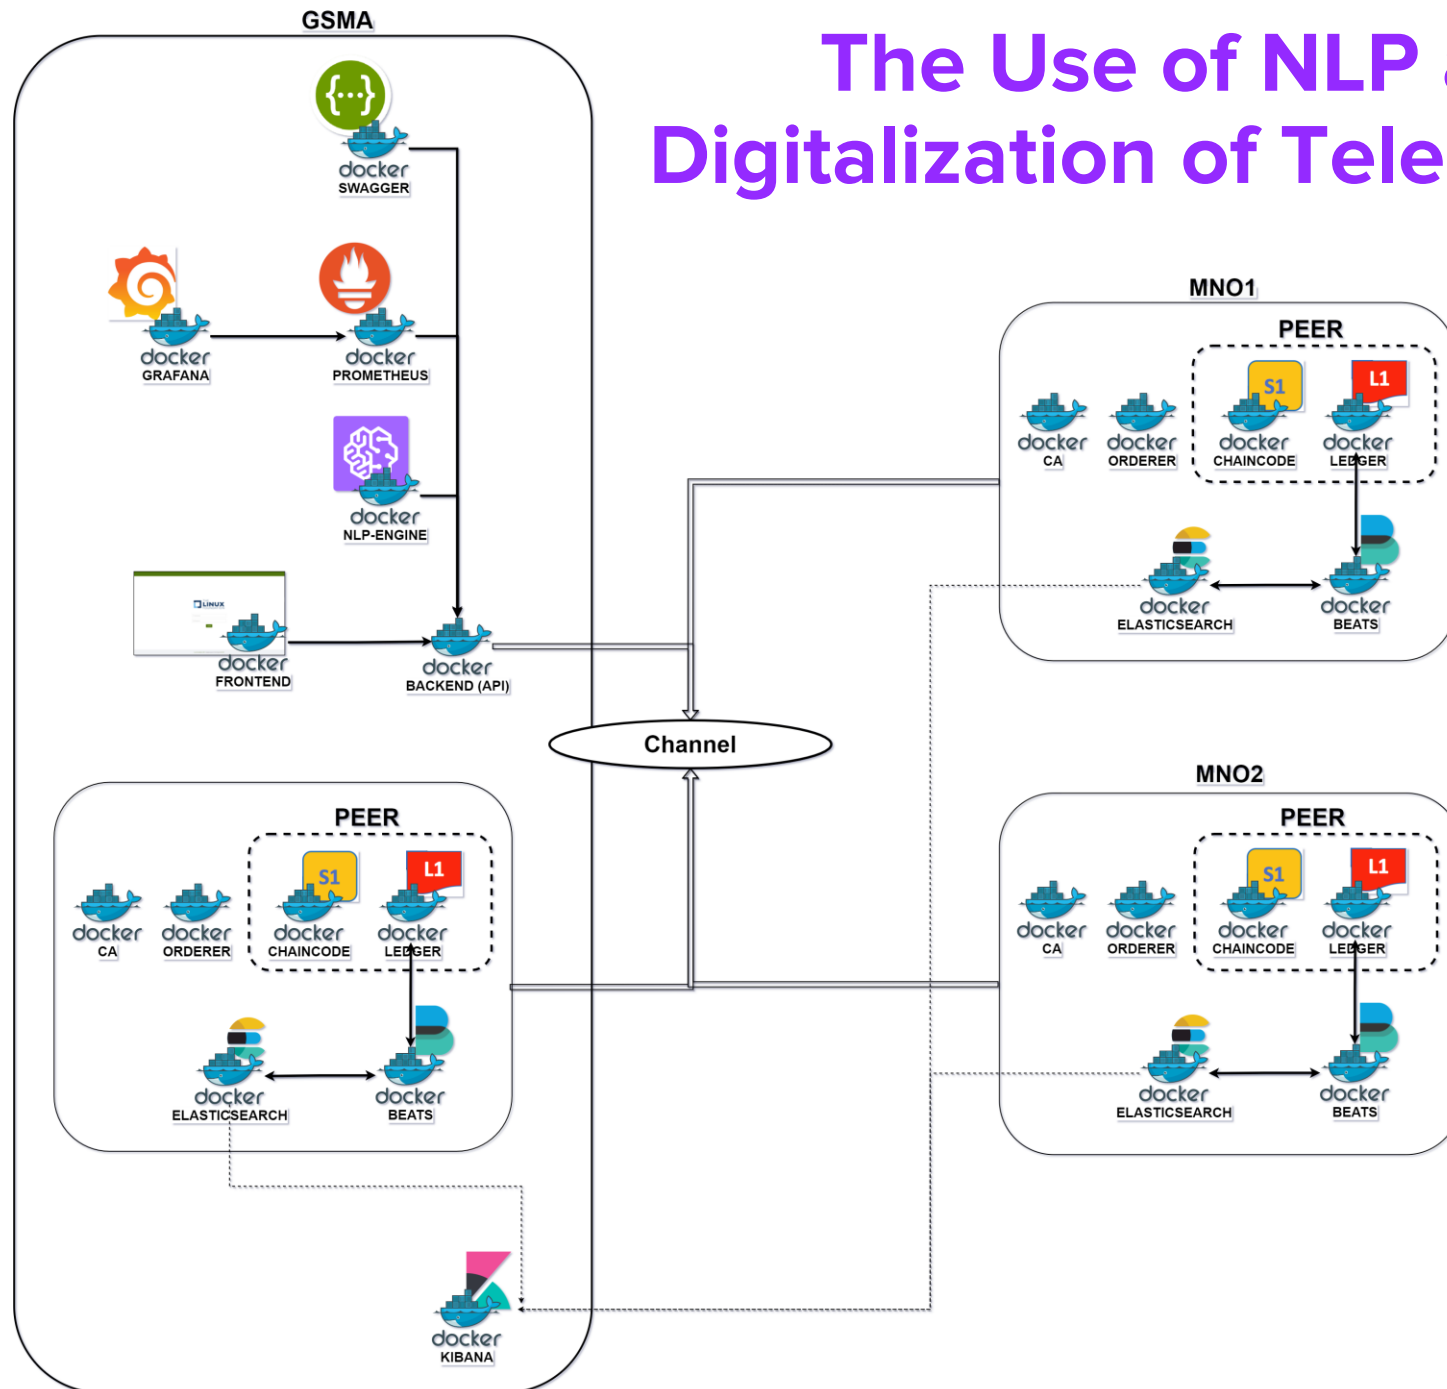 GSMA
The Use of NLP
Digitalization of Tele
docker
SWAGGER
docker
GRAFANA
docker
PROMETHEUS
docker
NLP-ENGINE
LINUX
docker
FRONTEND
docker
BACKEND (API)
Channel
PEER
S1
L1
docker
CA
docker
ORDERER
docker
CHAINCODE
docker
LEDGER
docker
ELASTICSEARCH
docker
BEATS
docker
KIBANA
MNO1
PEER
S1
L1
docker
CA
docker
ORDERER
docker
CHAINCODE
docker
LEDGER
docker
ELASTICSEARCH
docker
BEATS
MNO2
PEER
S1
L1
docker
CA
docker
ORDERER
docker
CHAINCODE
docker
LEDGER
docker
ELASTICSEARCH
docker
BEATS